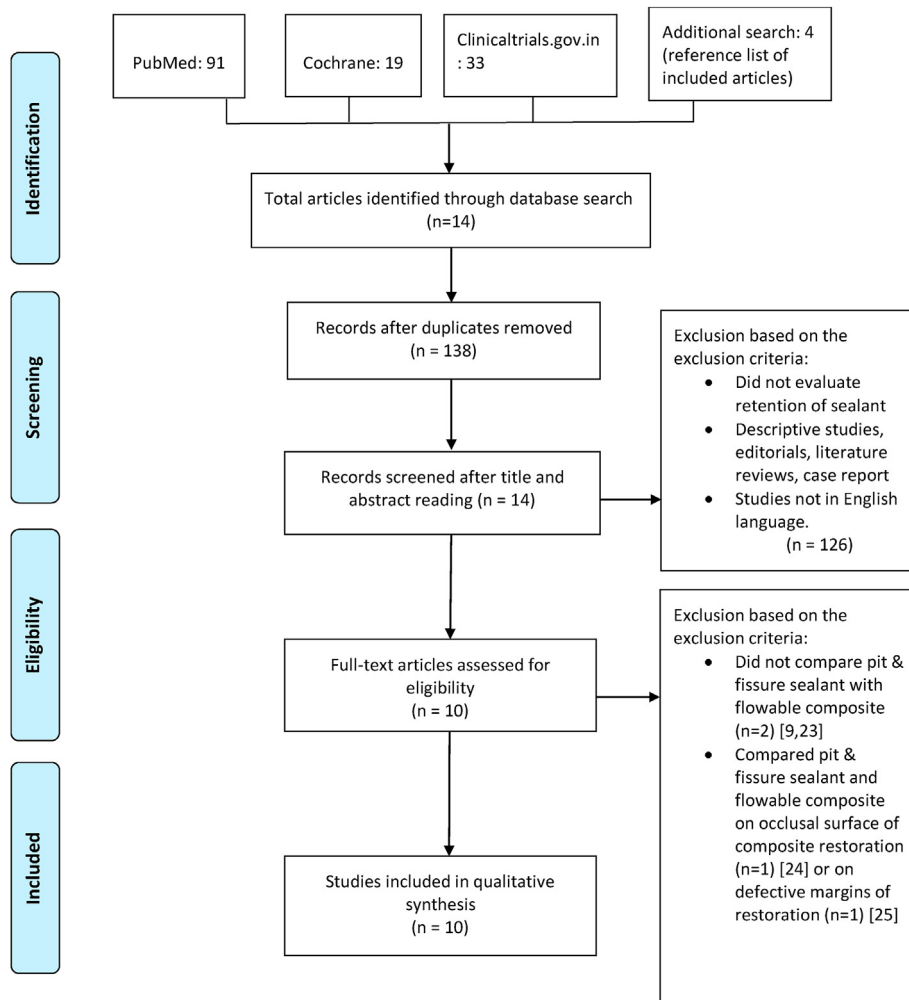 PubMed: 91
Cochrane: 19
Clinicaltrials.gov.in
: 33
Additional search: 4
(reference list of
included articles)
Identification
Total articles identified through database search
(n=14)
Screening
Records after duplicates removed
(n = 138)
Records screened after title and
abstract reading (n = 14)
Exclusion based on the
exclusion criteria:
• Did not evaluate
retention of sealant
• Descriptive studies,
editorials, literature
reviews, case report
• Studies not in English
language.
(n = 126)
Eligibility
Full-text articles assessed for
eligibility
(n = 10)
Exclusion based on the
exclusion criteria:
• Did not compare pit &
fissure sealant with
flowable composite
(n=2) [9,23]
• Compared pit &
fissure sealant and
flowable composite
on occlusal surface of
composite restoration
(n=1) [24] or on
defective margins of
restoration (n=1) [25]
Included
Studies included in qualitative
synthesis
(n = 10)